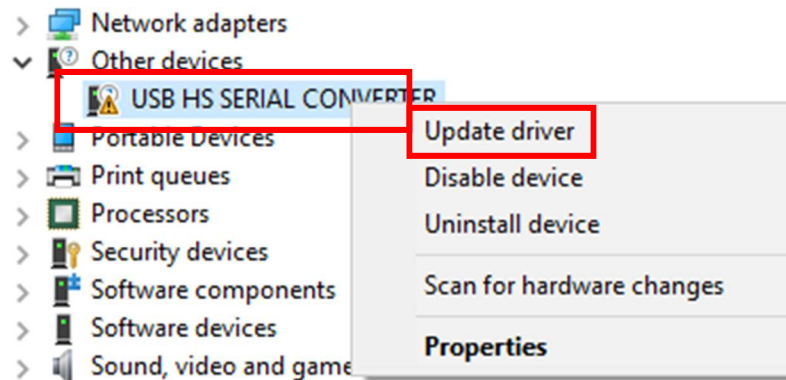 Network adapters
Other devices
USB HS SERIAL CONVERTER
Portable Devices
Print queues
Processors
Security devices
Software components
Software devices
Sound, video and game
Update driver
Disable device
Uninstall device
Scan for hardware changes
Properties